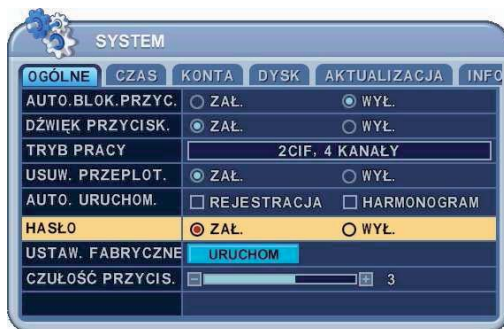 SYSTEM
OGÓLNE CZAS KONTA DYSK AKTUALIZACJA INFO
AUTO.BLOK.PRZYC. ZAŁ. WYŁ.
DŹWIĘK PRZYCISK. ZAŁ. WYŁ.
TRYB PRACY 2CIF, 4 KANAŁY
USUW. PRZEPLOT. ZAŁ. WYŁ.
AUTO. URUCHOM. REJESTRACJA HARMONOGRAM
HASŁO ZAŁ. WYŁ.
USTAW. FABRYCZNE URUCHOM
CZUŁOŚĆ PRZYCIS. 3